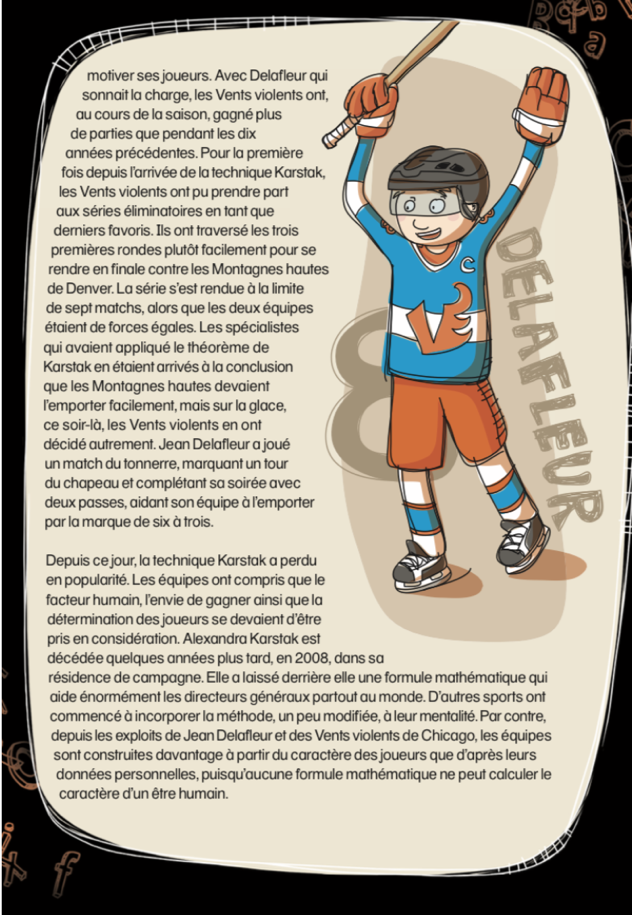 motiver ses joueurs. Avec Delafleur qui
sonnait la charge, les Vents violents ont,
au cours de la saison, gagné plus
de parties que pendant les dix
années précédentes. Pour la première
fois depuis l'arrivée de la technique Karstak,
les Vents violents ont pu prendre part
aux séries éliminatoires en tant que
derniers favoris. Ils ont traversé les trois
premières rondes plutôt facilement pour se
rendre en finale contre les Montagnes hautes
de Denver. La série s'est rendue à la limite
de sept matchs, alors que les deux équipes
étaient de forces égales. Les spécialistes
qui avaient appliqué le théorème de
Karstak en étaient arrivés à la conclusion
que les Montagnes hautes devaient
l'emporter facilement, mais sur la glace,
ce soir-là, les Vents violents en ont
décidé autrement. Jean Delafleur a joué
un match du tonnerre, marquant un tour
du chapeau et complétant sa soirée avec
deux passes, aidant son équipe à l'emporter
par la marque de six à trois.
Depuis ce jour, la technique Karstak a perdu
en popularité. Les équipes ont compris que le
facteur humain, l'envie de gagner ainsi que la
détermination des joueurs se devaient d'être
pris en considération. Alexandra Karstak est
décédée quelques années plus tard, en 2008, dans sa
résidence de campagne. Elle a laissé derrière elle une formule mathématique qui
aide énormément les directeurs généraux partout au monde. D'autres sports ont
commencé à incorporer la méthode, un peu modifiée, à leur mentalité. Par contre,
depuis les exploits de Jean Delafleur et des Vents violents de Chicago, les équipes
sont construites davantage à partir du caractère des joueurs que d'après leurs
données personnelles, puisqu'aucune formule mathématique ne peut calculer le
caractère d'un être humain.
8
DELAFLEUR
C
V
a
f